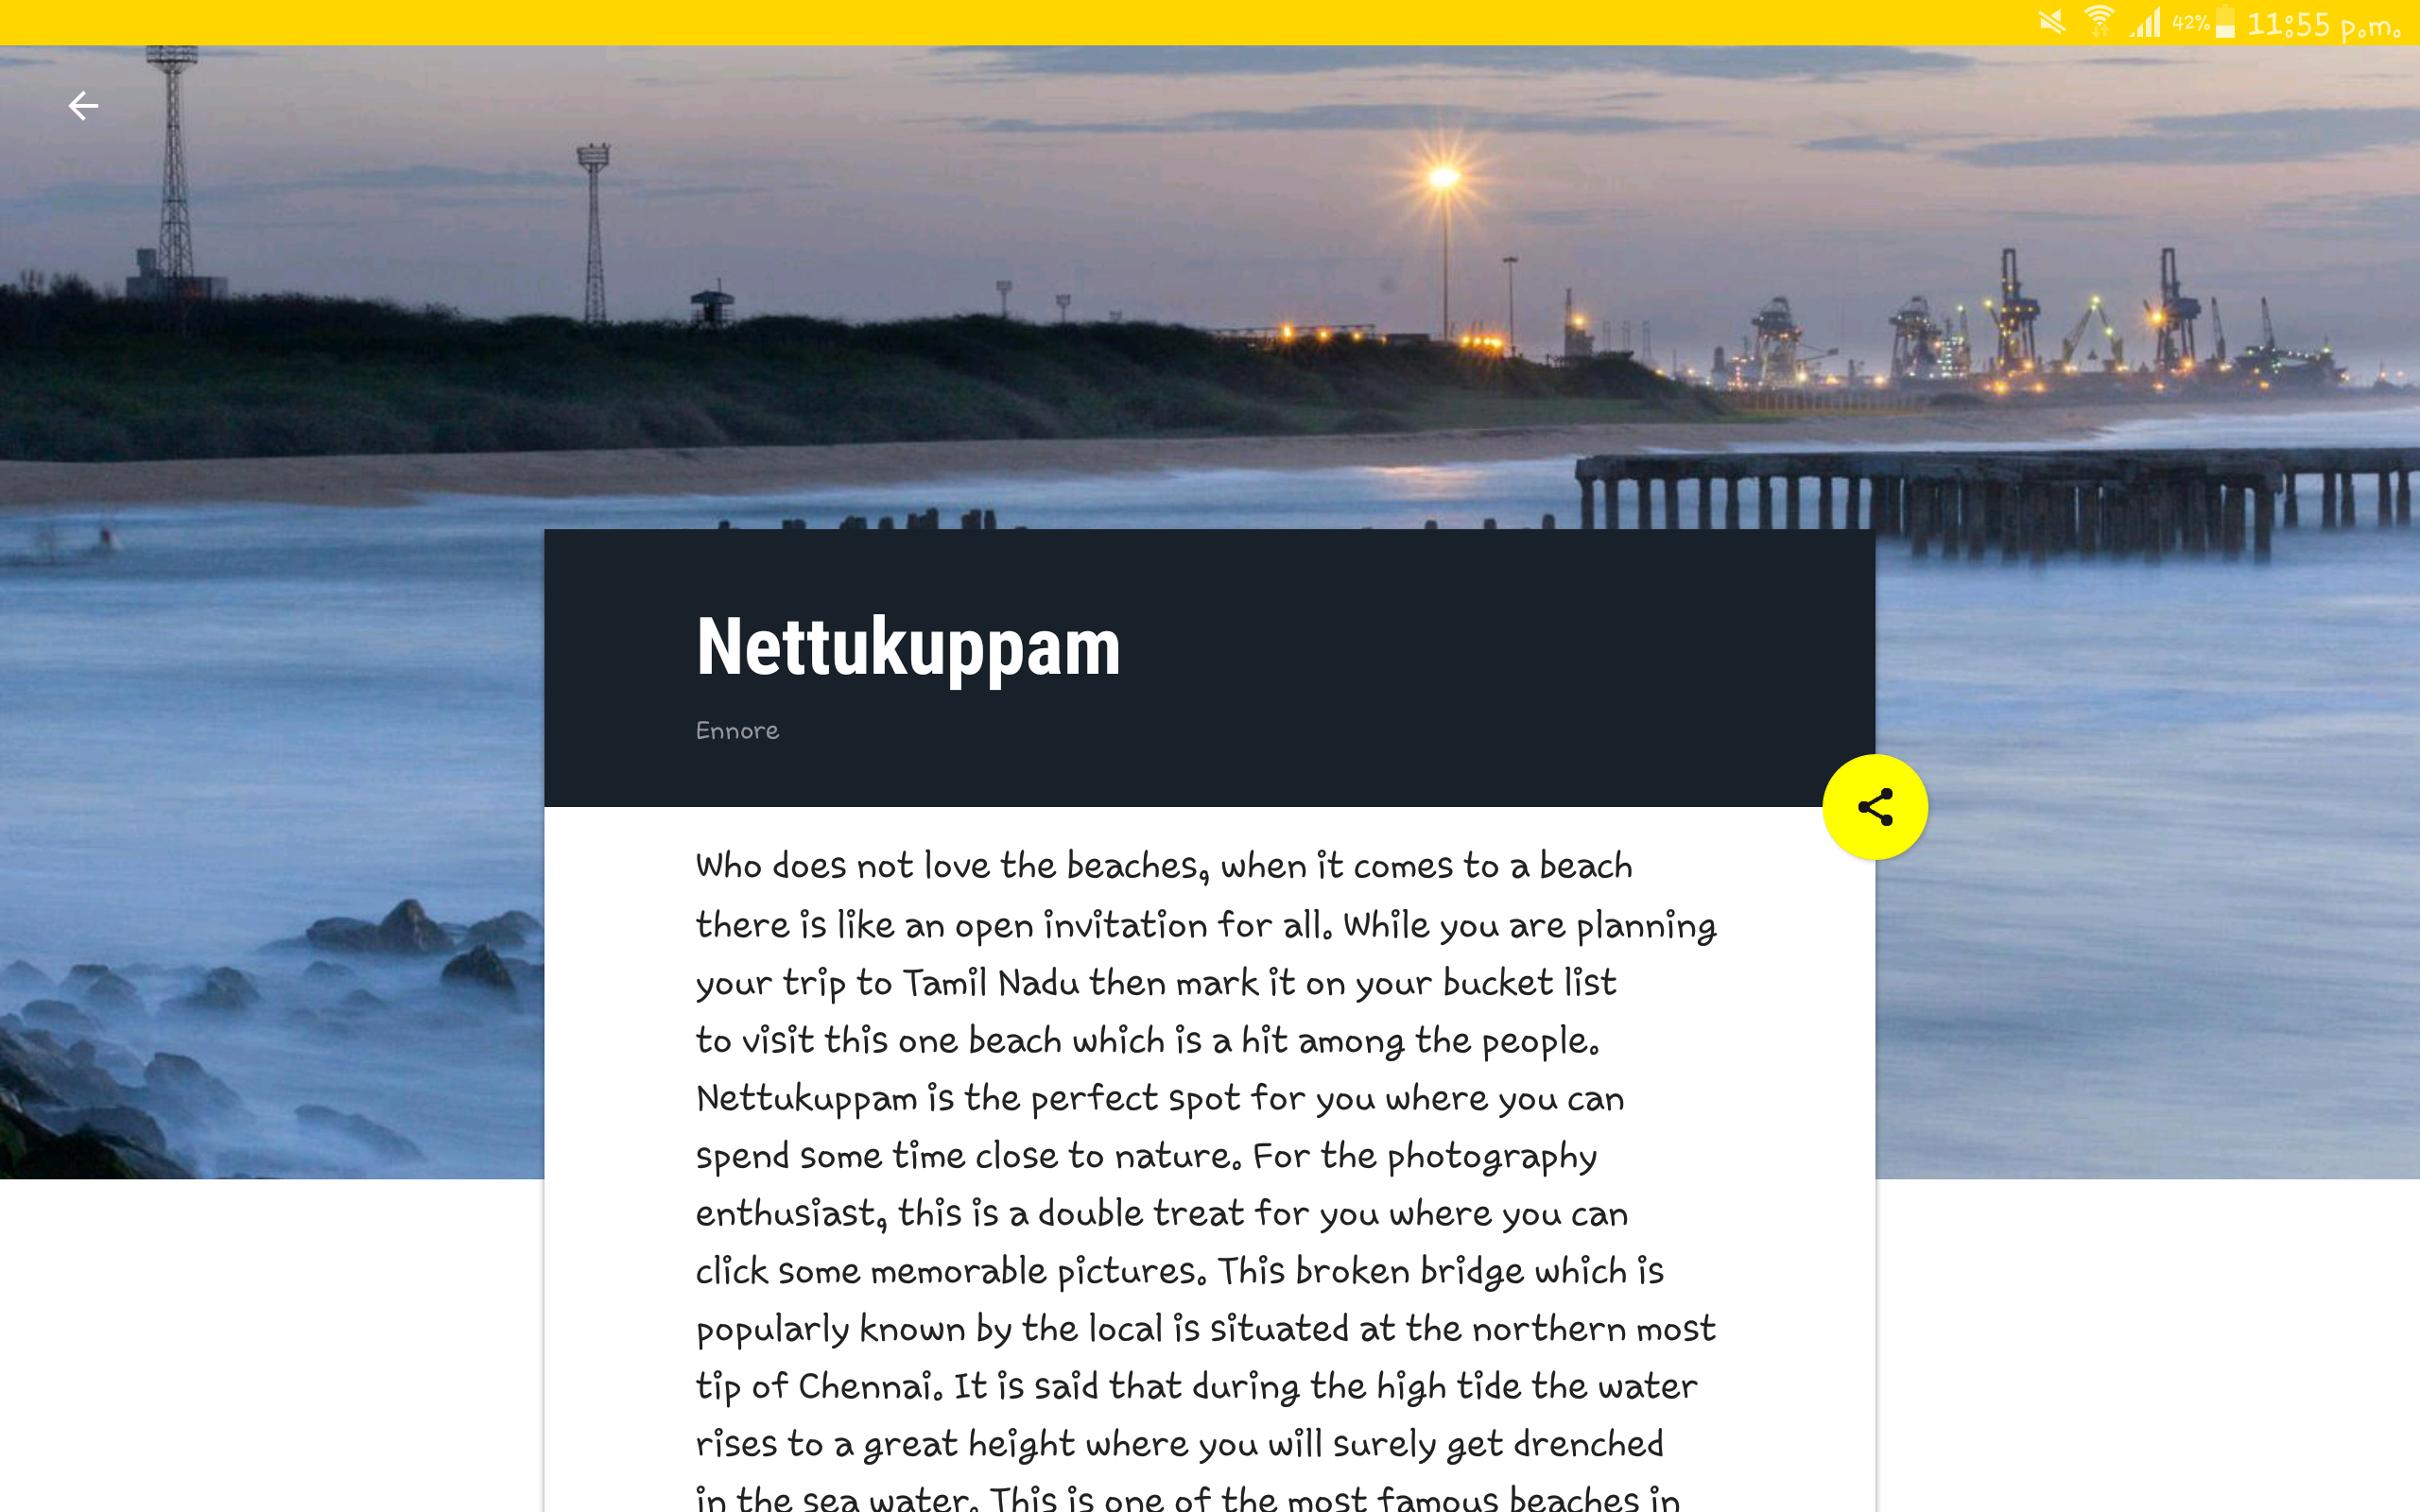 42% 11:55 p.m.
Nettukuppam
Ennore
Who does not love the beaches, when it comes to a beach
there is like an open invitation for all. While you are planning
your trip to Tamil Nadu then mark it on your bucket list
to visit this one beach which is a hit among the people.
Nettukuppam is the perfect spot for you where you can
spend some time close to nature. For the photography
enthusiast, this is a double treat for you where you can
click some memorable pictures. This broken bridge which is
popularly known by the local is situated at the northern most
tip of Chennai. It is said that during the high tide the water
rises to a great height where you will surely get drenched
in the sea water. This is one of the most famous beaches in